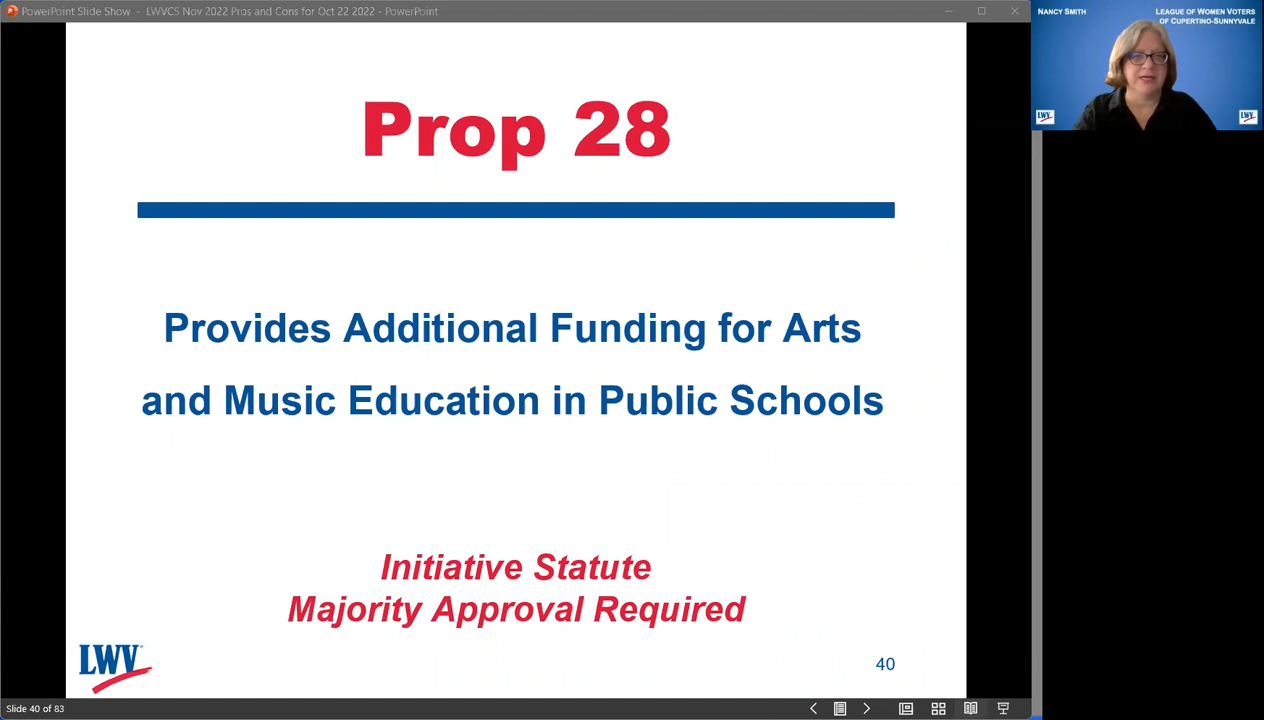 PowerPoint Slide Show - LWVCS Nov 2022 Pros and Cons for Oct 22 2022 - PowerPoint
NANCY SMITH
LEAGUE OF WOMEN VOTERS
OF CUPERTINO-SUNNYVALE
LWV
LWV
Prop 28
Provides Additional Funding for Arts
and Music Education in Public Schools
Initiative Statute
Majority Approval Required
LWV
40
Slide 40 of 83